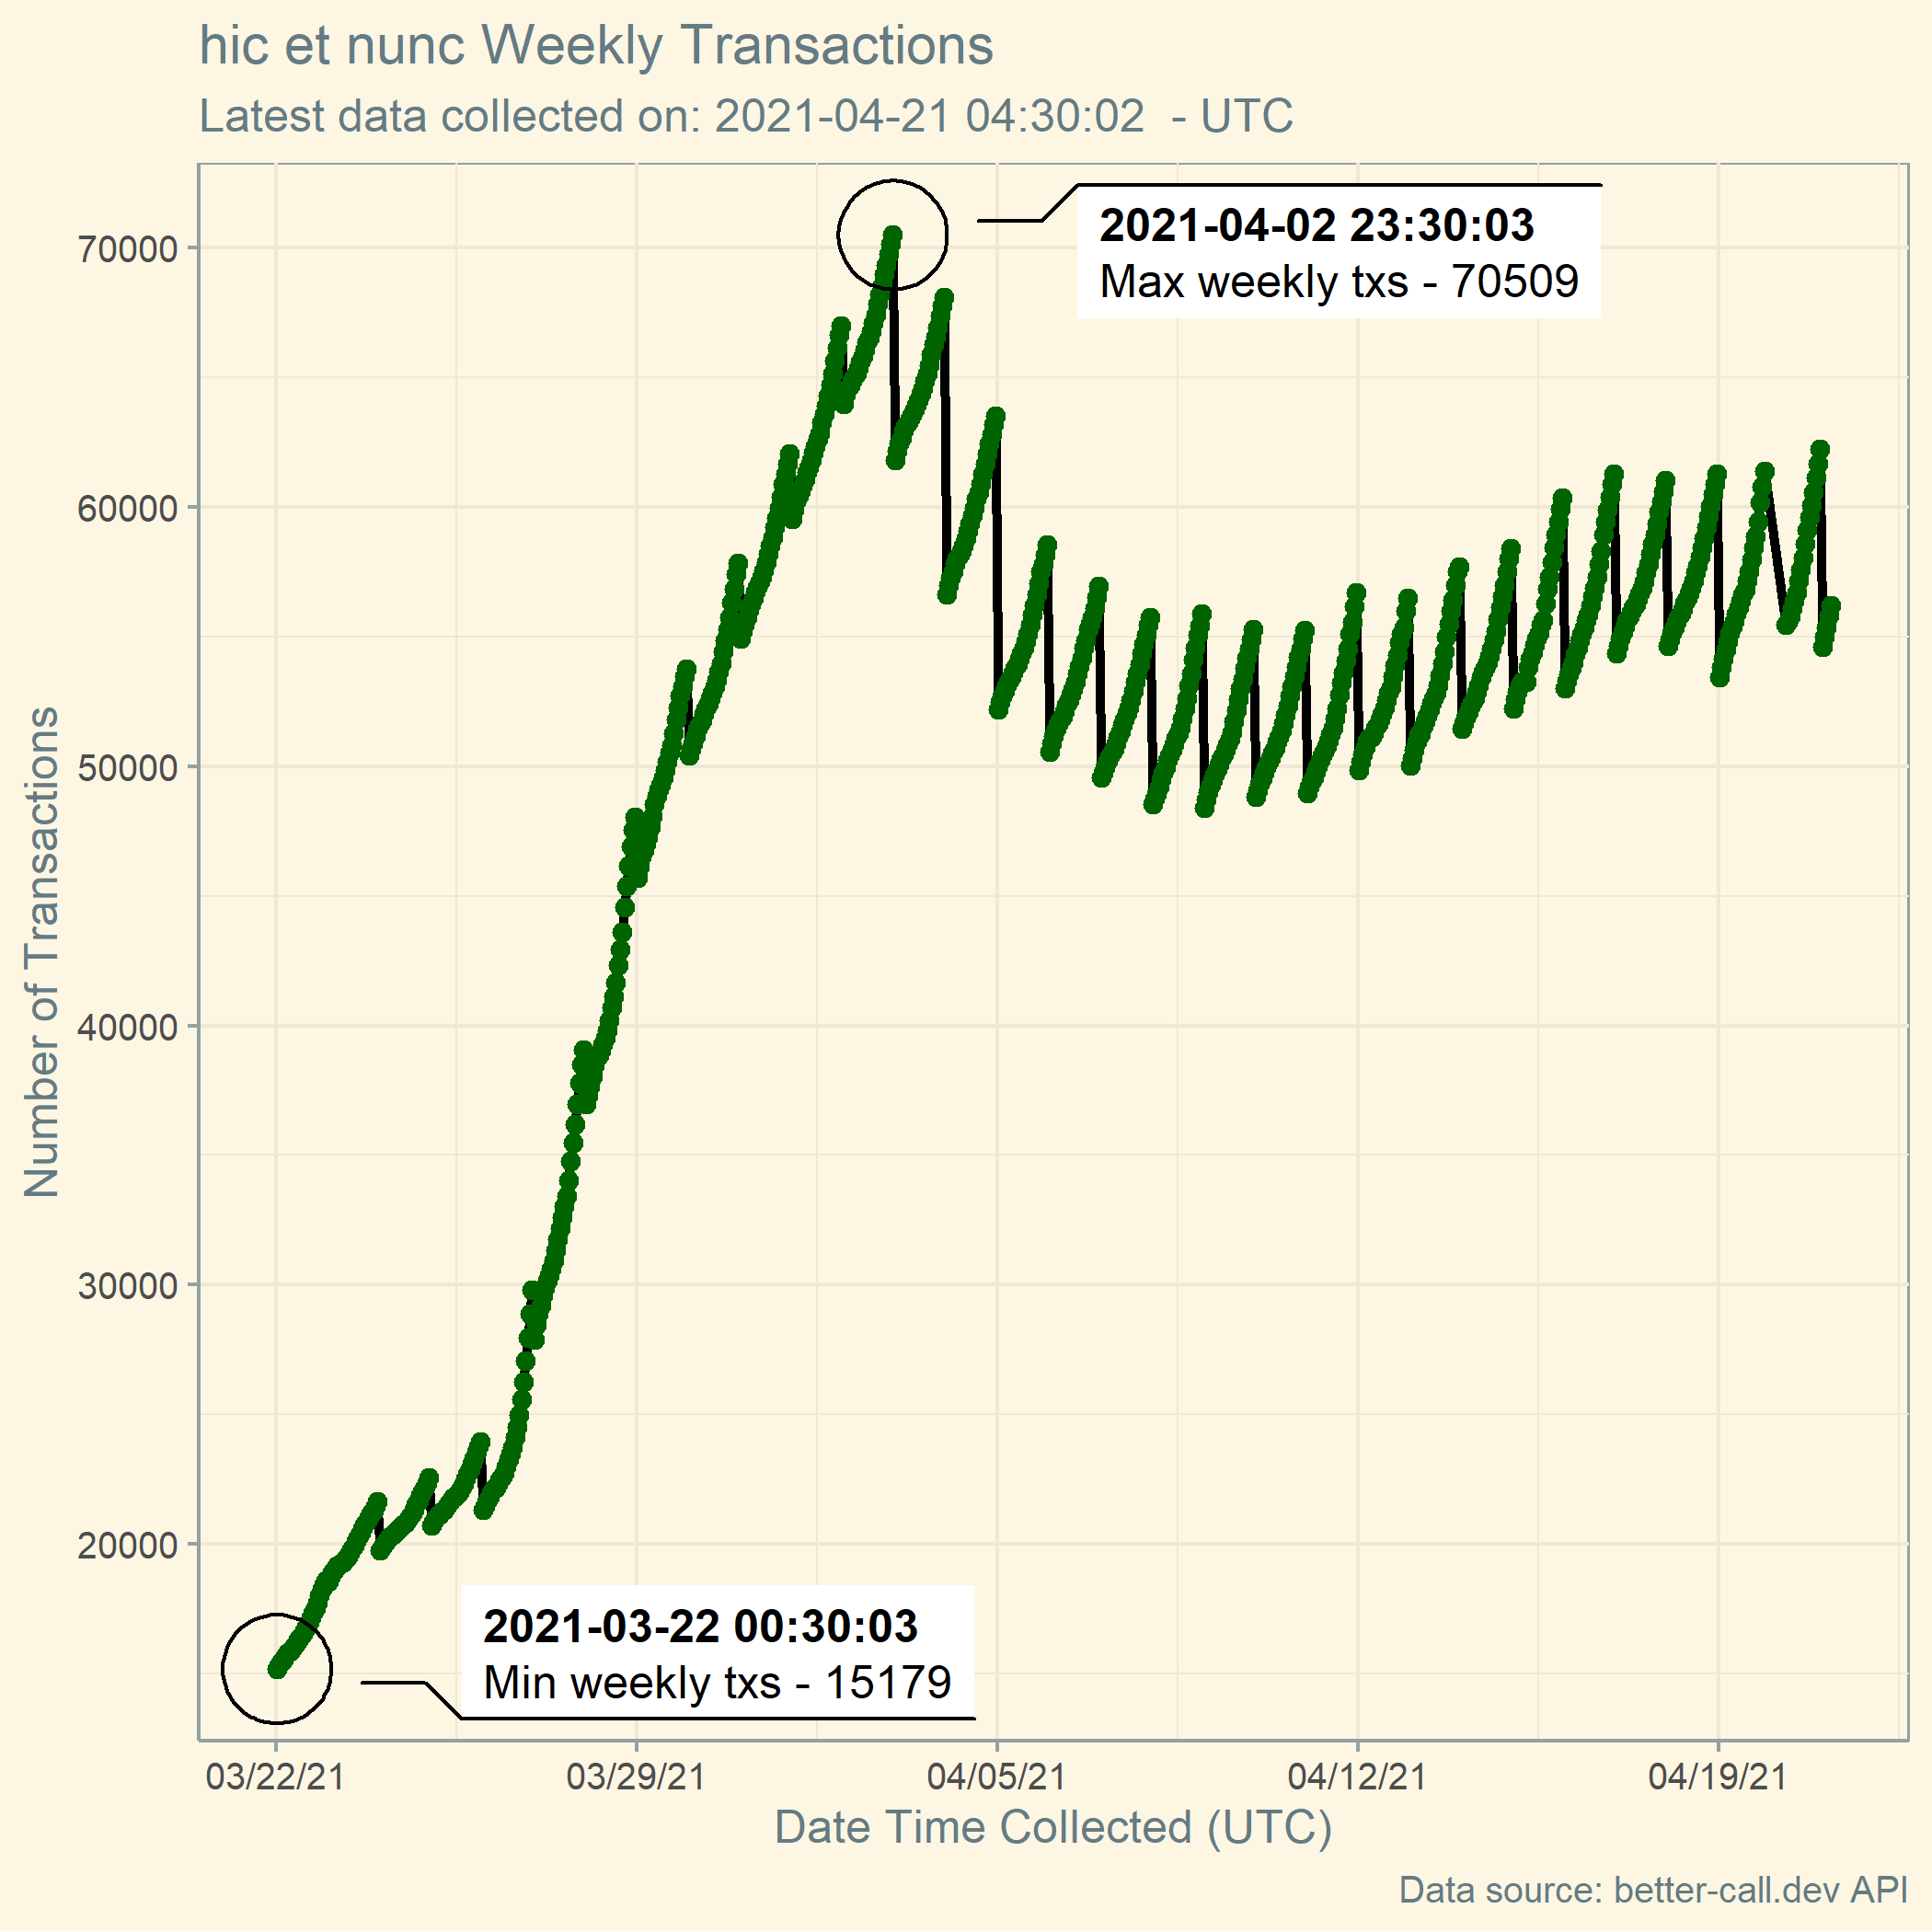 hic et nunc Weekly Transactions
Latest data collected on: 2021-04-21 04:30:02  - UTC
2021-04-02 23:30:03
Max weekly txs - 70509
70000
60000
50000
40000
30000
20000
Number of Transactions
2021-03-22 00:30:03
Min weekly txs - 15179
03/22/21 03/29/21 04/05/21 04/12/21 04/19/21
Date Time Collected (UTC)
Data source: better-call.dev API